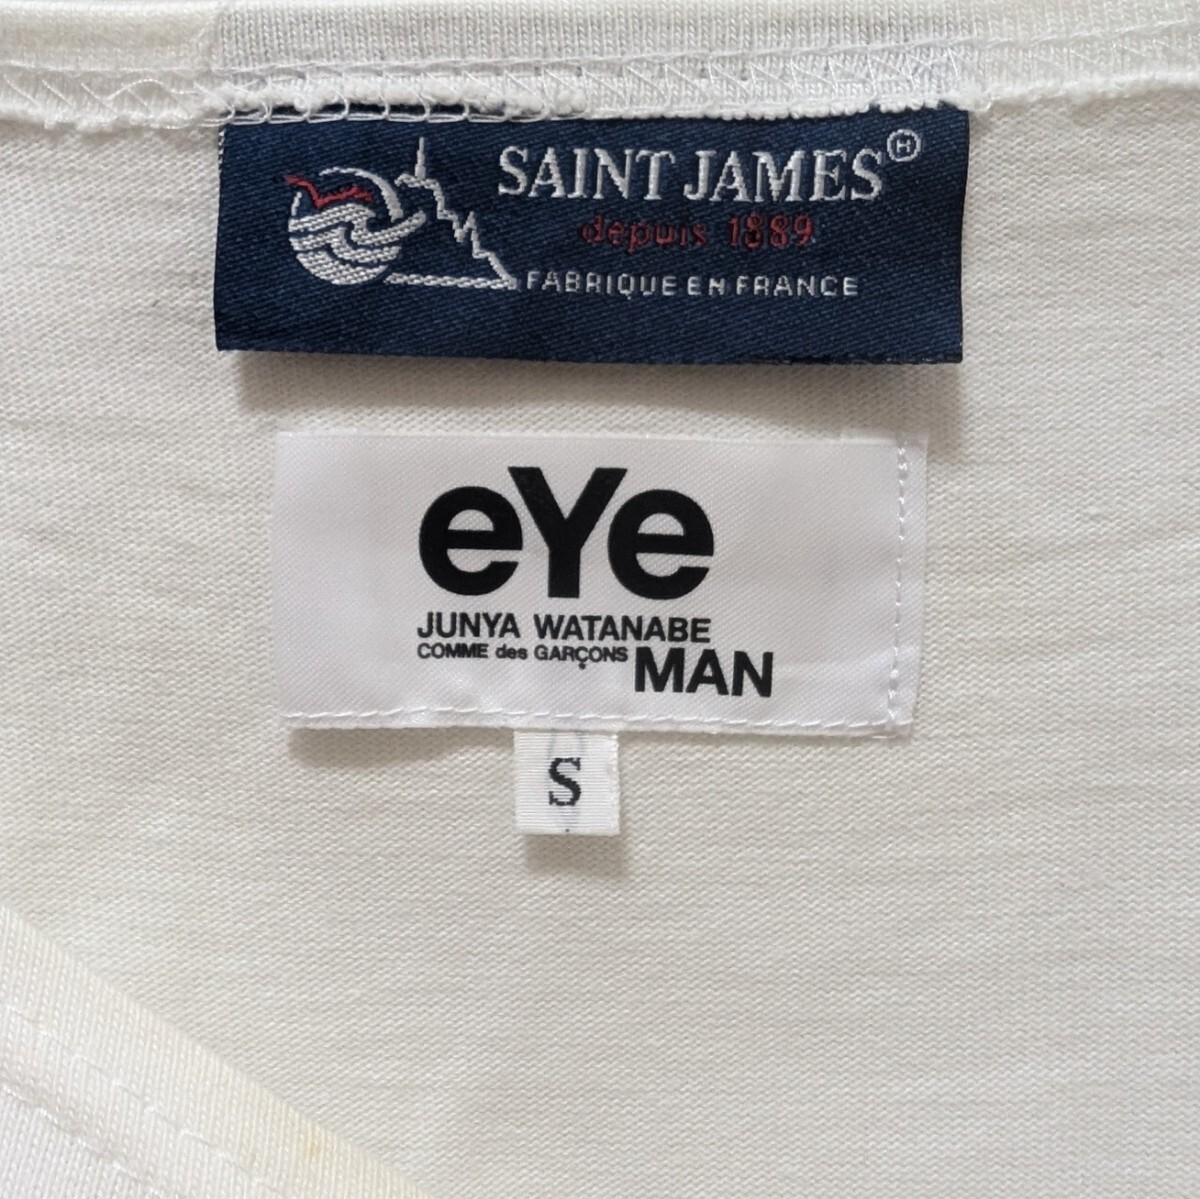 SAINT JAMES Ⓗ
depuis 1889
FABRIQUE EN FRANCE
eYe
JUNYA WATANABE
COMME des GARÇONS MAN
S